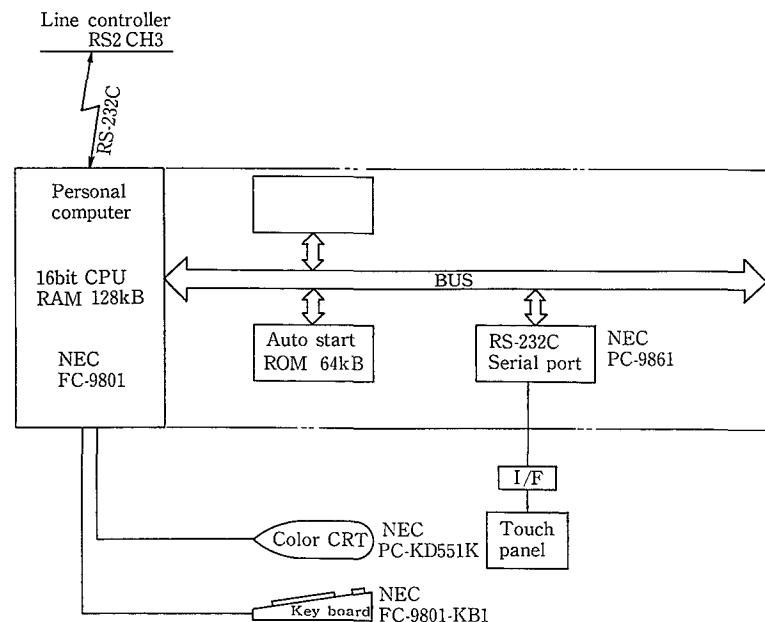 Line controller
RS2 CH3
RS-232C
Personal
computer
16bit CPU
RAM 128kB
NEC
FC-9801
BUS
Auto start
ROM 64kB
RS-232C
Serial port
NEC
PC-9861
I/F
Touch
panel
Color CRT
NEC
PC-KD551K
Key board
NEC
FC-9801-KB1